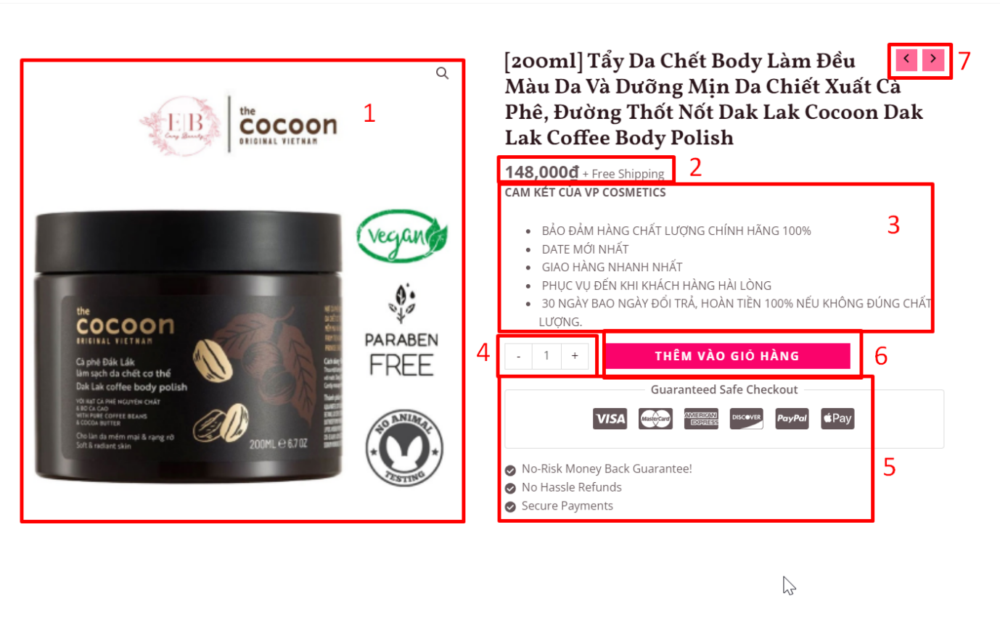 1
E|B
the
cocoon
ORIGINAL VIETNAM
vegan
PARABEN
FREE
NO ANIMAL
TESTING
the
cocoon
ORIGINAL VIETNAM
Cà phê Đắk Lắk
làm sạch da chết cơ thể
Dak Lak coffee body polish
VỚI HẠT CÀ PHÊ NGUYÊN CHẤT
& BƠ CA CAO
WITH PURE COFFEE BEANS
& COCOA BUTTER
Cho làn da mềm mại & rạng rỡ
Soft & radiant skin
200ML ℮ 6.7 OZ
[200ml] Tẩy Da Chết Body Làm Đều
Màu Da Và Dưỡng Mịn Da Chiết Xuất Cà
Phê, Đường Thốt Nốt Dak Lak Cocoon Dak
Lak Coffee Body Polish
< > 7
148,000₫ + Free Shipping 2
CAM KẾT CỦA VP COSMETICS
3
• BẢO ĐẢM HÀNG CHẤT LƯỢNG CHÍNH HÃNG 100%
• DATE MỚI NHẤT
• GIAO HÀNG NHANH NHẤT
• PHỤC VỤ ĐẾN KHI KHÁCH HÀNG HÀI LÒNG
• 30 NGÀY BAO NGÀY ĐỔI TRẢ, HOÀN TIỀN 100% NẾU KHÔNG ĐÚNG CHẤT
LƯỢNG.
4 - 1 + THÊM VÀO GIỎ HÀNG 6
Guaranteed Safe Checkout
VISA MasterCard AMERICAN EXPRESS DISCOVER PayPal Pay
5
No-Risk Money Back Guarantee!
No Hassle Refunds
Secure Payments